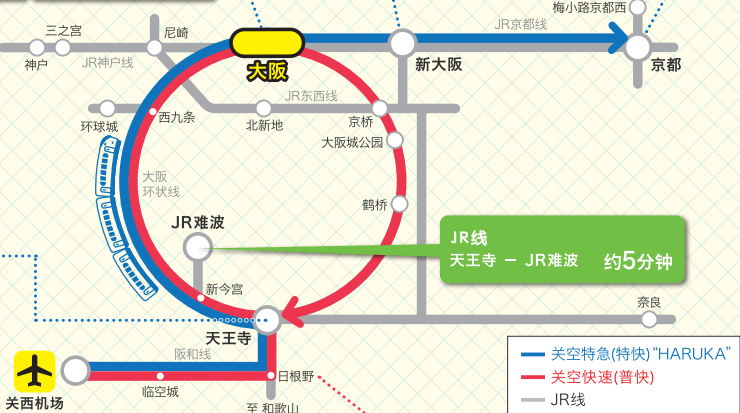 梅小路京都西
三之宫
尼崎
JR京都线
神户
JR神户线
大阪
新大阪
京都
JR东西线
环球城
西九条
北新地
京桥
大阪城公园
大阪
环状线
鹤桥
JR难波
JR线
天王寺 － JR难波 约5分钟
新今宫
奈良
天王寺
阪和线
关空特急(特快)“HARUKA”
日根野
关空快速(普快)
关西机场
临空城
至 和歌山
JR线